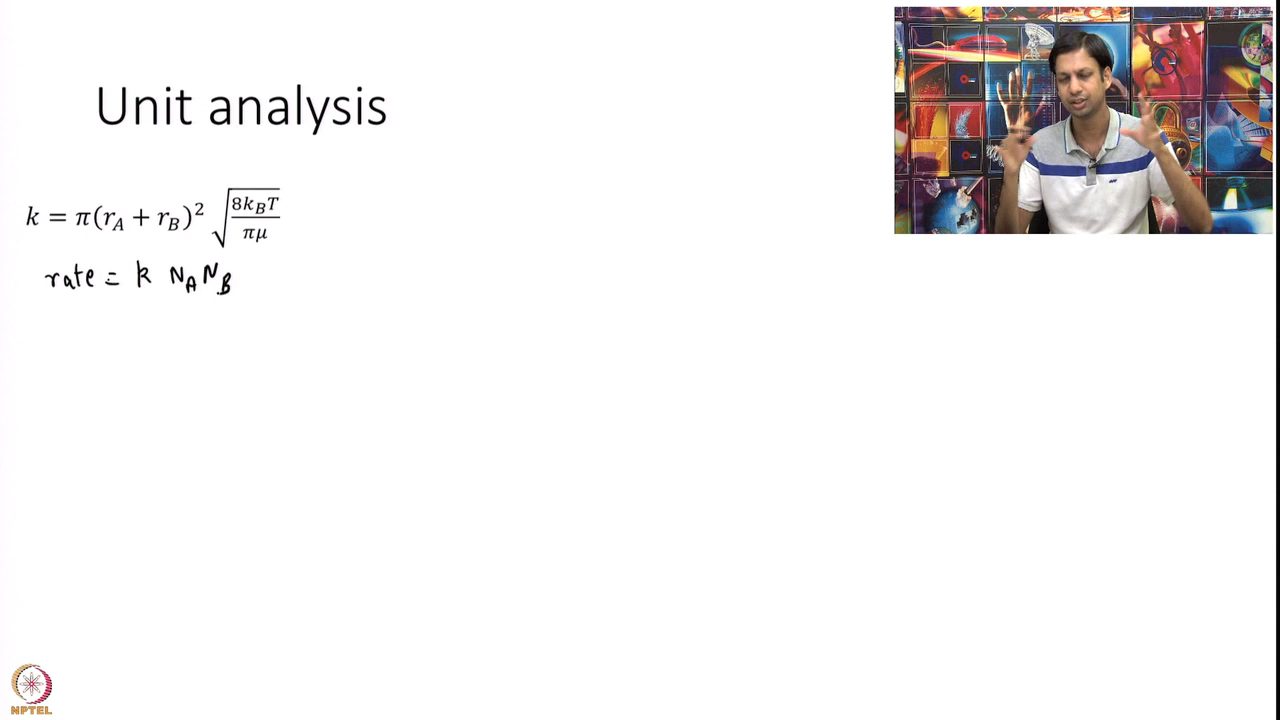 Unit analysis
k = π(r_A + r_B)² √(8k_BT/πμ)
rate = k N_A N_B
NPTEL